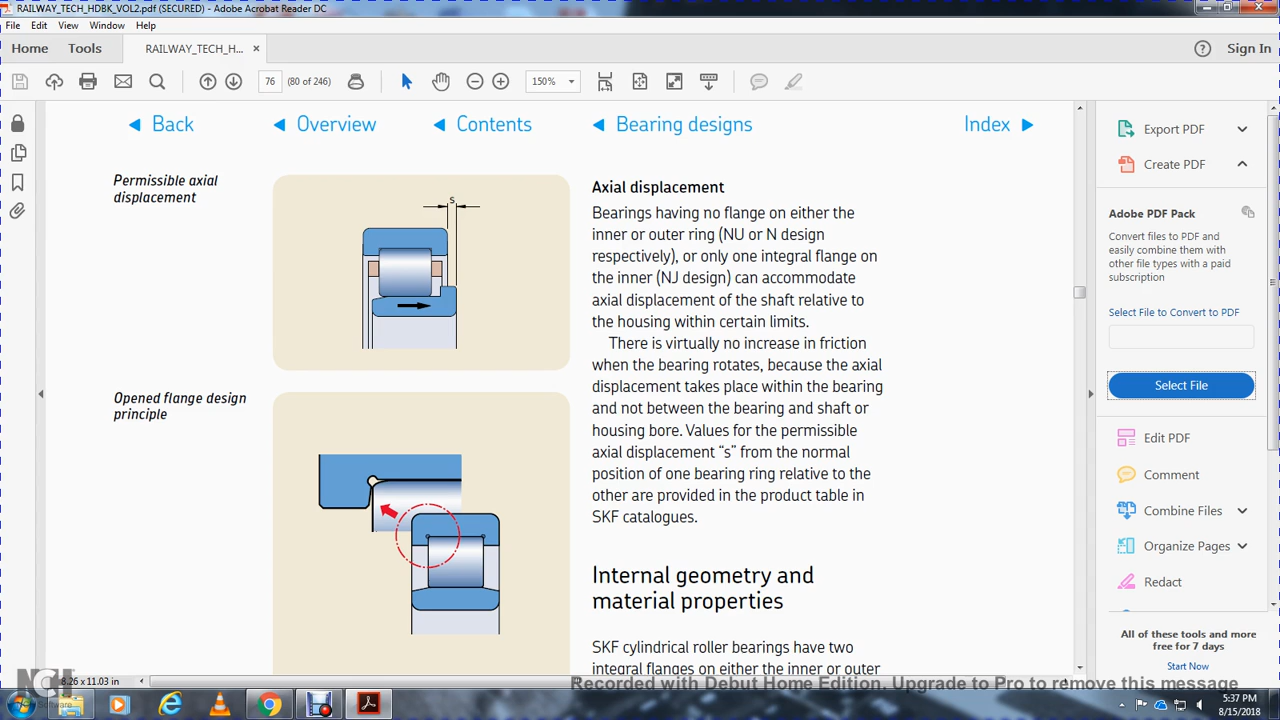 RAILWAY_TECH_HDBK_VOL2.pdf (SECURED) - Adobe Acrobat Reader DC
File Edit View Window Help
Home Tools RAILWAY_TECH_H... × Sign In
76 (80 of 246) 150%
Back Overview Contents Bearing designs Index
Permissible axial
displacement
s
Opened flange design
principle
Axial displacement
Bearings having no flange on either the
inner or outer ring (NU or N design
respectively), or only one integral flange on
the inner (NJ design) can accommodate
axial displacement of the shaft relative to
the housing within certain limits.
There is virtually no increase in friction
when the bearing rotates, because the axial
displacement takes place within the bearing
and not between the bearing and shaft or
housing bore. Values for the permissible
axial displacement “s” from the normal
position of one bearing ring relative to the
other are provided in the product table in
SKF catalogues.
Internal geometry and
material properties
SKF cylindrical roller bearings have two
integral flanges on either the inner or outer
Export PDF
Create PDF
Adobe PDF Pack
Convert files to PDF and
easily combine them with
other file types with a paid
subscription
Select File to Convert to PDF
Select File
Edit PDF
Comment
Combine Files
Organize Pages
Redact
All of these tools and more
free for 7 days
Start Now
8.26 x 11.03 in
NCH
Software
Recorded with Debut Home Edition. Upgrade to Pro to remove this message
5:37 PM
8/15/2018